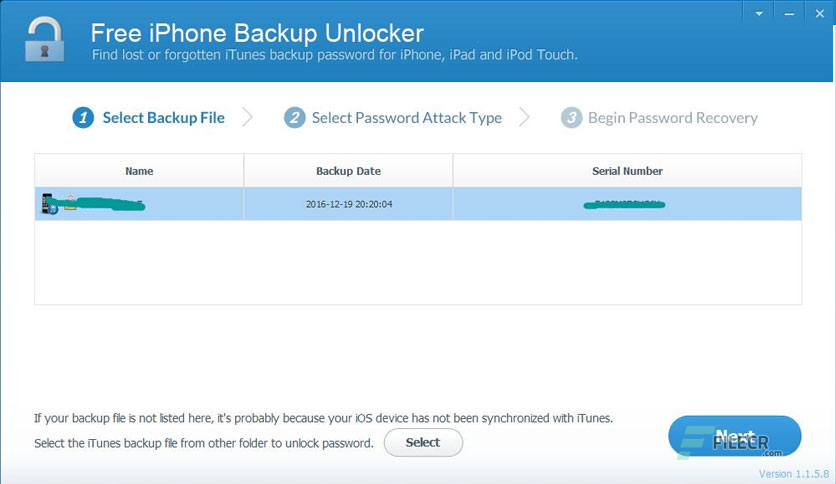 Free iPhone Backup Unlocker
Find lost or forgotten iTunes backup password for iPhone, iPad and iPod Touch.
1 Select Backup File 2 Select Password Attack Type 3 Begin Password Recovery
Name Backup Date Serial Number
2016-12-19 20:20:04
If your backup file is not listed here, it's probably because your iOS device has not been synchronized with iTunes.
Select the iTunes backup file from other folder to unlock password. Select
Next
FILECR.com
Version 1.1.5.8